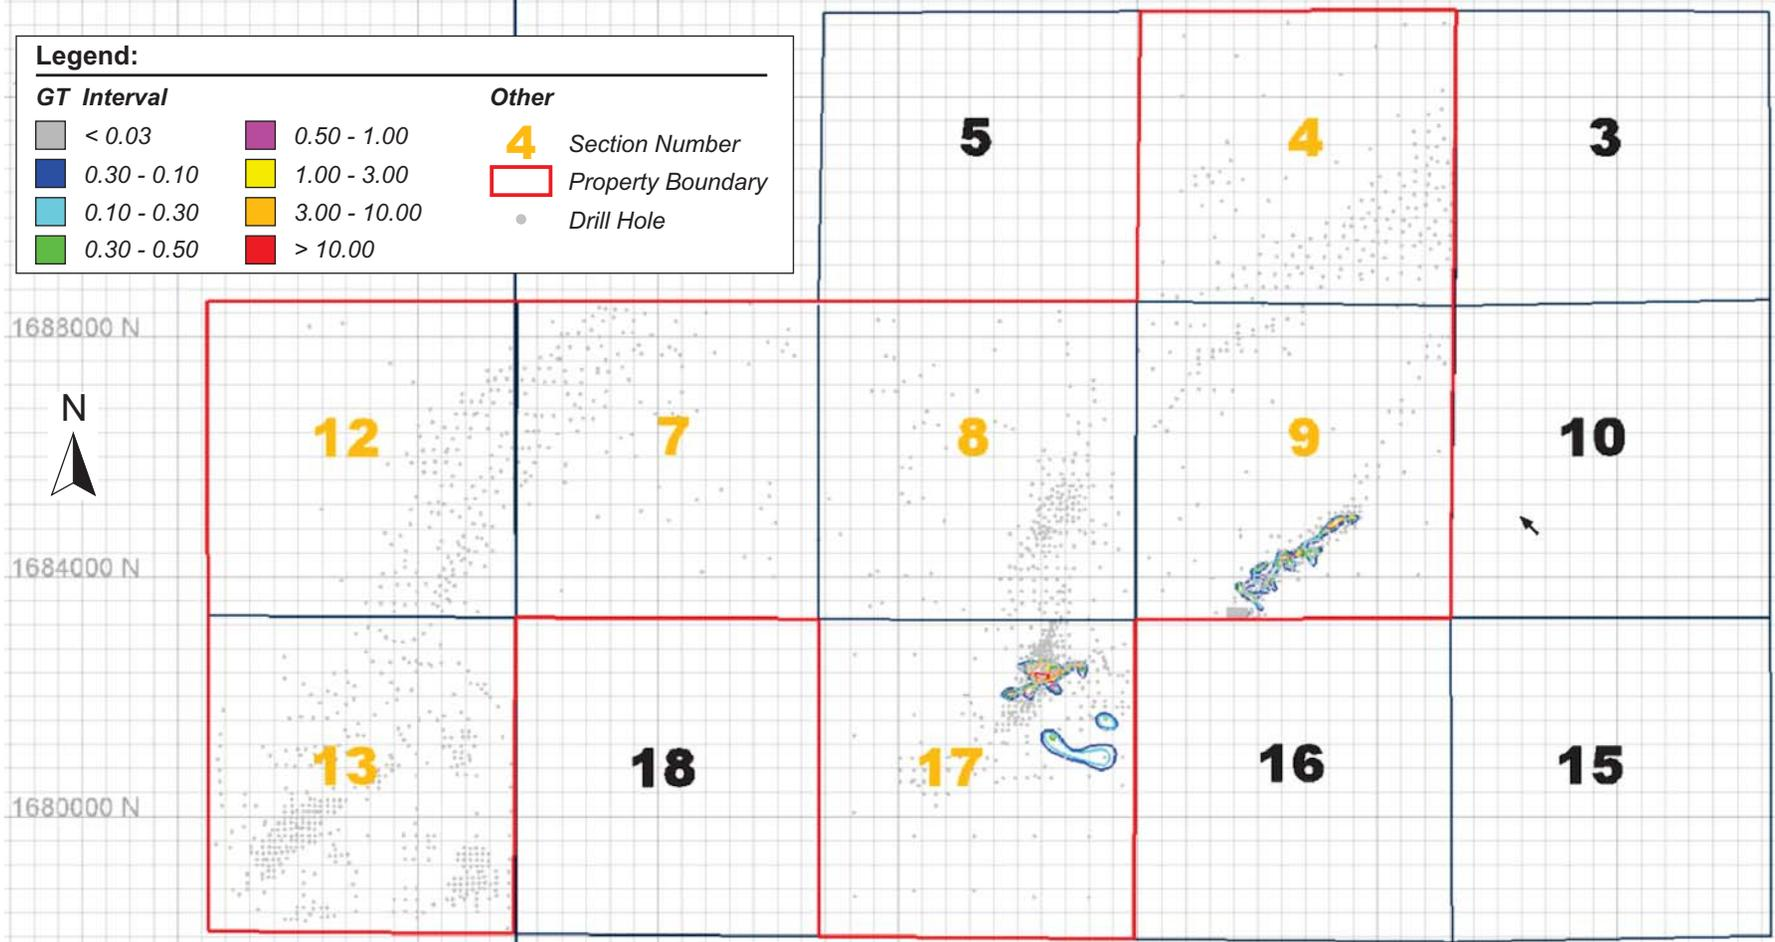 Legend:
GT Interval
Other
< 0.03
0.50 - 1.00
4 Section Number
0.30 - 0.10
1.00 - 3.00
Property Boundary
0.10 - 0.30
3.00 - 10.00
Drill Hole
0.30 - 0.50
> 10.00
5
4
3
1688000 N
N
12
7
8
9
10
1684000 N
13
18
17
16
15
1680000 N